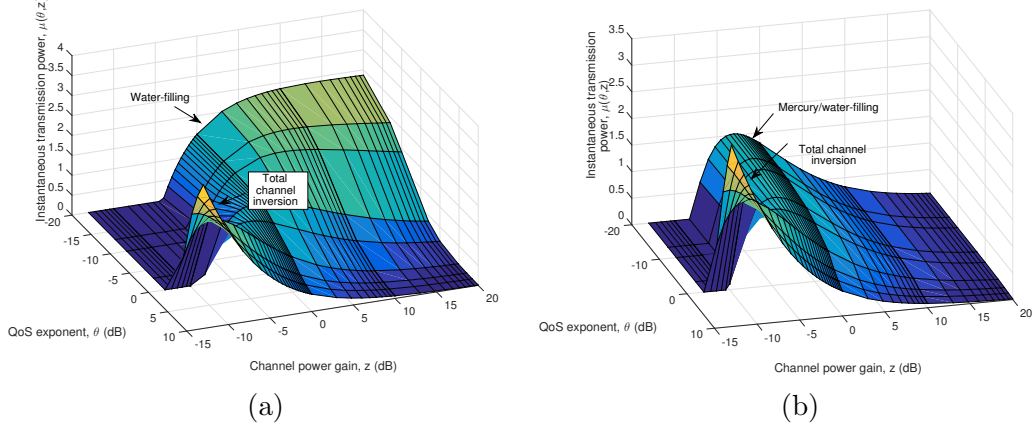 Instantaneous transmission power, μ(θ,z)
4
3.5
3
2.5
2
1.5
1
0.5
0
-20
-15
-10
-5
0
5
10
QoS exponent, θ (dB)
-15
-10
-5
0
5
10
15
20
Channel power gain, z (dB)
Water-filling
Total
channel
inversion
(a)
Instantaneous transmission
power, μ(θ,z)
3.5
3
2.5
2
1.5
1
0.5
0
-20
-10
0
10
QoS exponent, θ (dB)
-15
-10
-5
0
5
10
15
20
Channel power gain, z (dB)
Mercury/water-filling
Total channel
inversion
(b)